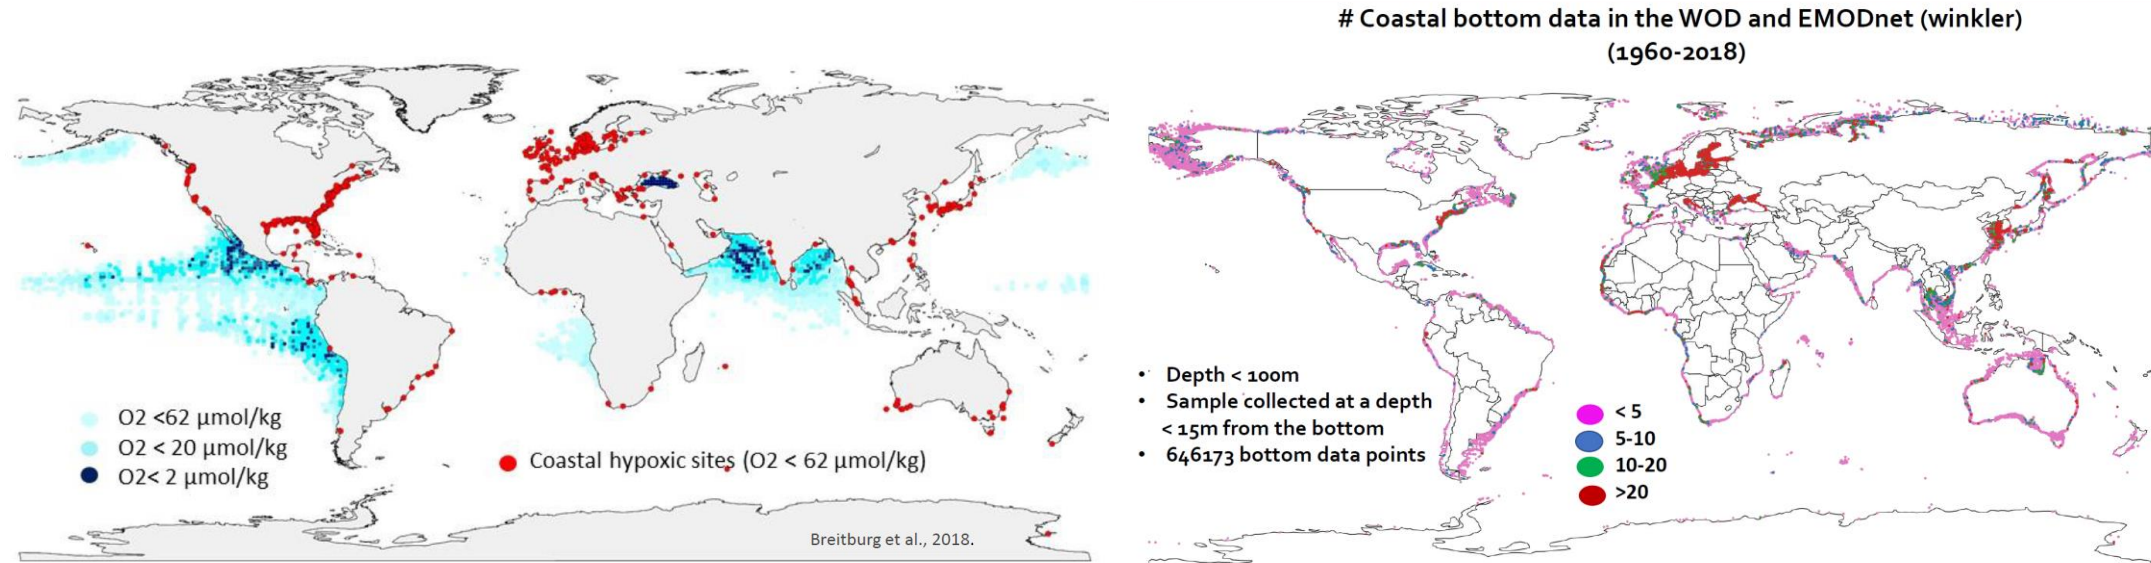 O2 <62 µmol/kg
O2 < 20 µmol/kg
O2< 2 µmol/kg
Coastal hypoxic sites (O2 < 62 µmol/kg)
Breitburg et al., 2018.
# Coastal bottom data in the WOD and EMODnet (winkler)
(1960-2018)
• Depth < 100m
• Sample collected at a depth
< 15m from the bottom
• 646173 bottom data points
< 5
5-10
10-20
>20